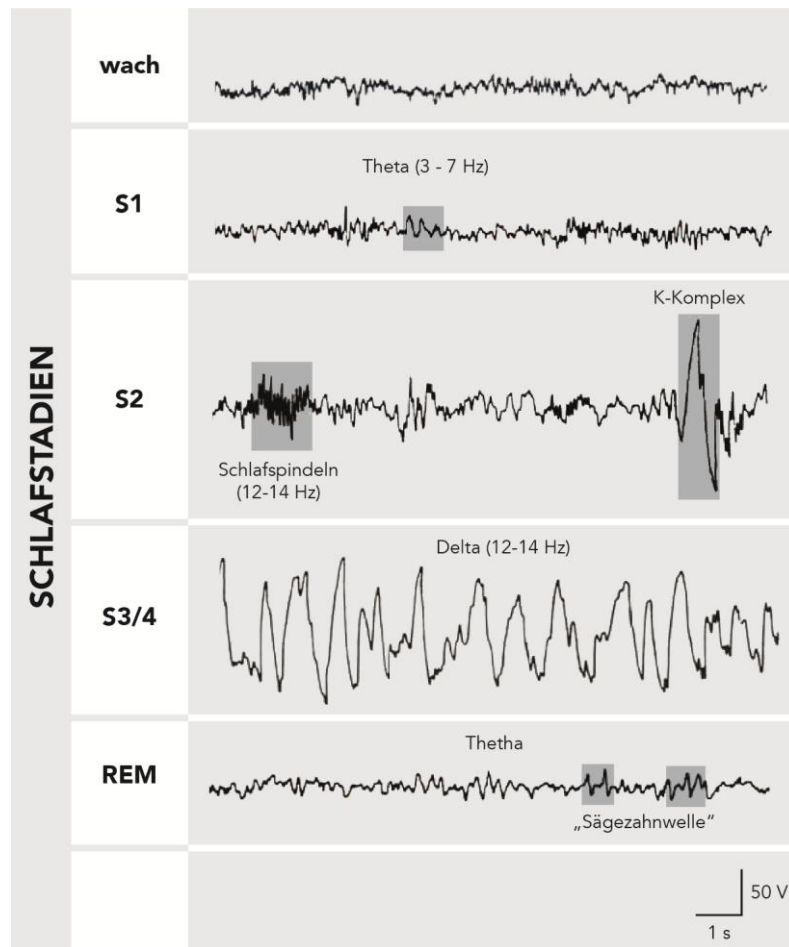 SCHLAFSTADIEN
wach
S1
Theta (3 - 7 Hz)
S2
K-Komplex
Schlafspindeln
(12-14 Hz)
S3/4
Delta (12-14 Hz)
REM
Thetha
„Sägezahnwelle“
50 V
1 s